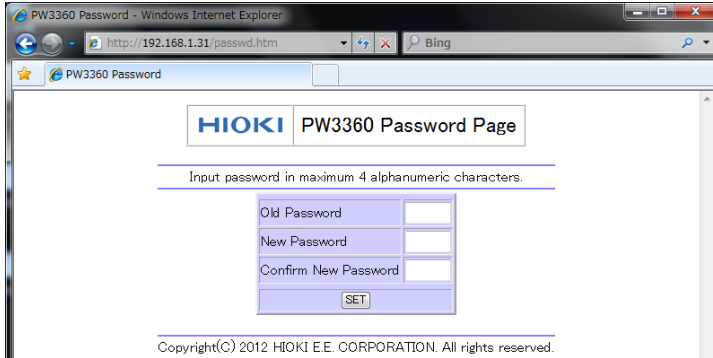 PW3360 Password - Windows Internet Explorer
http://192.168.1.31/passwd.htm
Bing
PW3360 Password
HIOKI PW3360 Password Page
Input password in maximum 4 alphanumeric characters.
Old Password
New Password
Confirm New Password
SET
Copyright(C) 2012 HIOKI E.E. CORPORATION. All rights reserved.